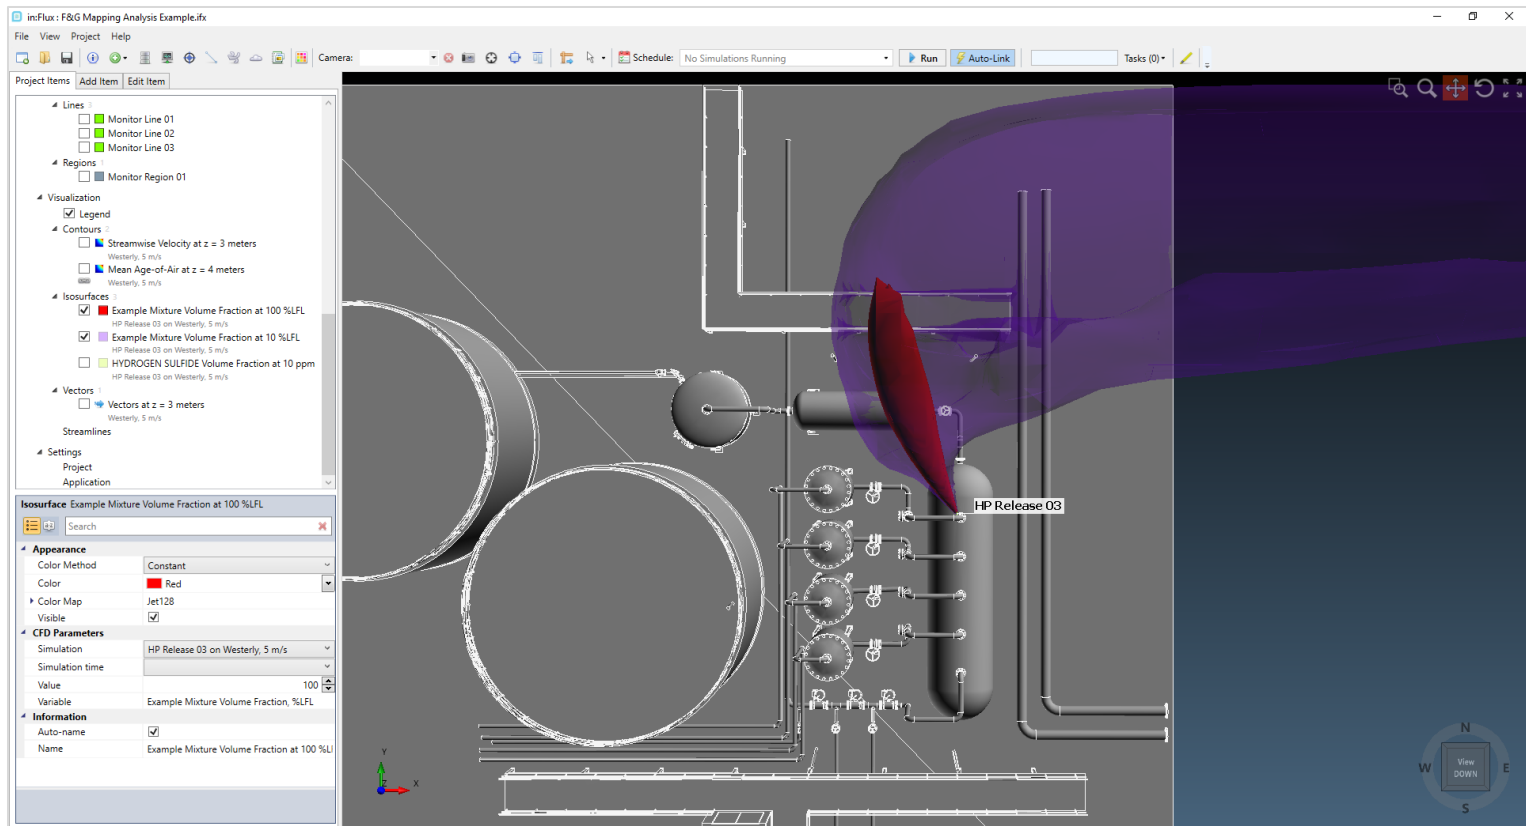 in:Flux : F&G Mapping Analysis Example.ifx
File View Project Help
Camera:
Schedule: No Simulations Running
Run
Auto-Link
Tasks (0)
Project Items Add Item Edit Item
Lines 3
Monitor Line 01
Monitor Line 02
Monitor Line 03
Regions 1
Monitor Region 01
Visualization
Legend
Contours 2
Streamwise Velocity at z = 3 meters
Westerly, 5 m/s
Mean Age-of-Air at z = 4 meters
Westerly, 5 m/s
Isosurfaces 3
Example Mixture Volume Fraction at 100 %LFL
HP Release 03 on Westerly, 5 m/s
Example Mixture Volume Fraction at 10 %LFL
HP Release 03 on Westerly, 5 m/s
HYDROGEN SULFIDE Volume Fraction at 10 ppm
HP Release 03 on Westerly, 5 m/s
Vectors 1
Vectors at z = 3 meters
Westerly, 5 m/s
Streamlines
Settings
Project
Application
Isosurface Example Mixture Volume Fraction at 100 %LFL
Search
Appearance
Color Method Constant
Color Red
Color Map Jet128
Visible
CFD Parameters
Simulation HP Release 03 on Westerly, 5 m/s
Simulation time
Value 100
Variable Example Mixture Volume Fraction, %LFL
Information
Auto-name
Name Example Mixture Volume Fraction at 100 %LI
HP Release 03
Y
Z
X
N
W
View
DOWN
E
S